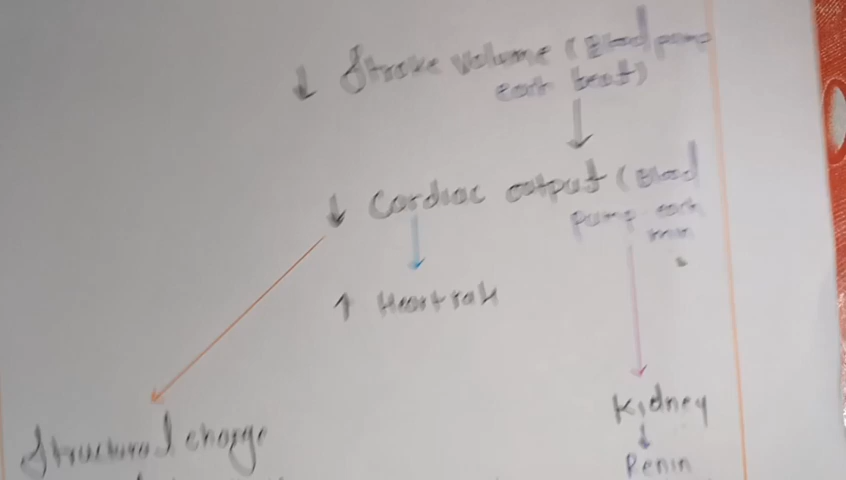 ↓ Stroke volume (Blood pump
each beat)
↓ Cardiac output (Blood
pump each
min
↑ Heart rate
Structural change
Kidney
Renin